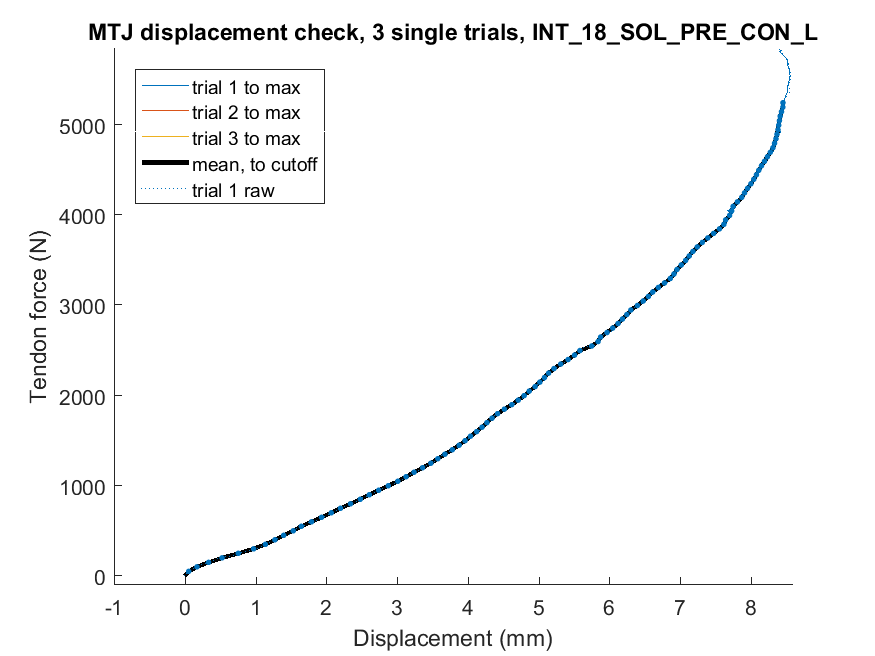 MTJ displacement check, 3 single trials, INT_18_SOL_PRE_CON_L
trial 1 to max
trial 2 to max
trial 3 to max
mean, to cutoff
trial 1 raw
Tendon force (N)
5000
4000
3000
2000
1000
0
-1 0 1 2 3 4 5 6 7 8
Displacement (mm)